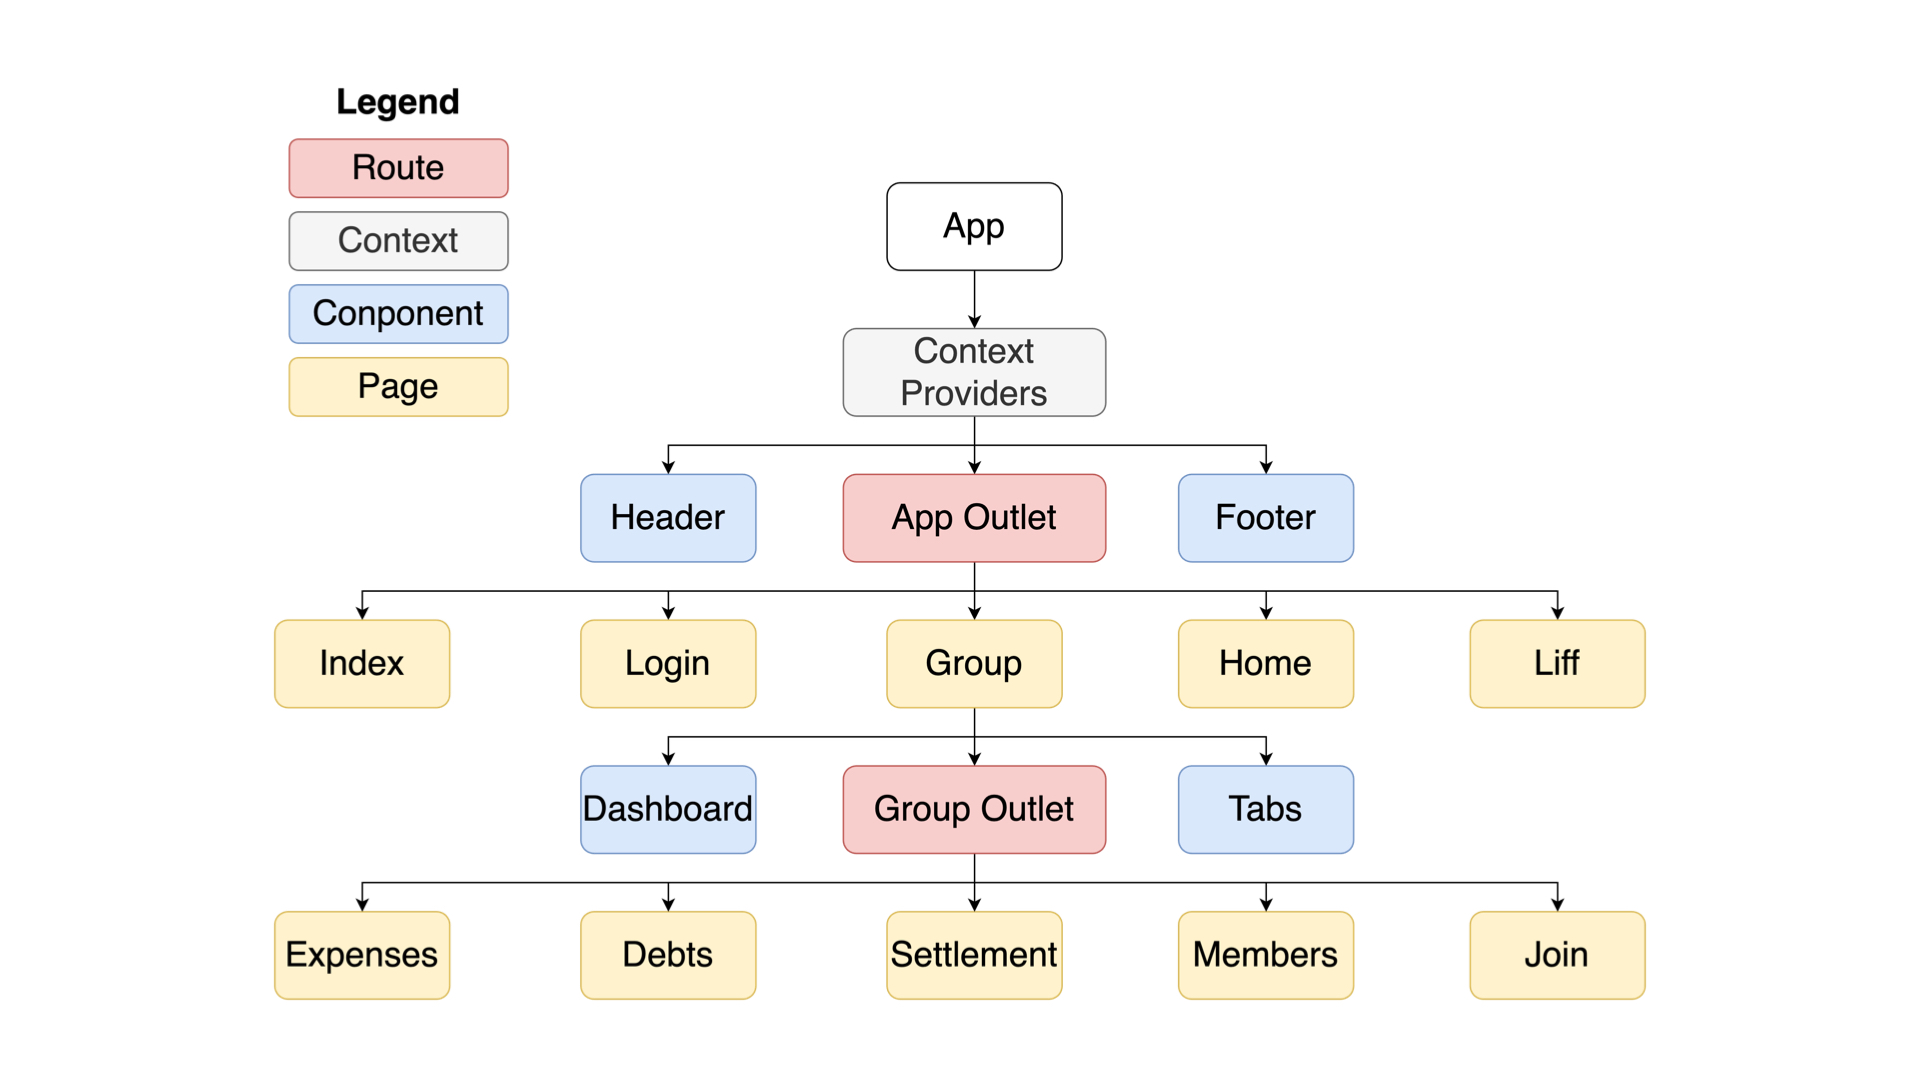 Legend
Route
Context
Conponent
Page
App
Context
Providers
Header
App Outlet
Footer
Index
Login
Group
Home
Liff
Dashboard
Group Outlet
Tabs
Expenses
Debts
Settlement
Members
Join